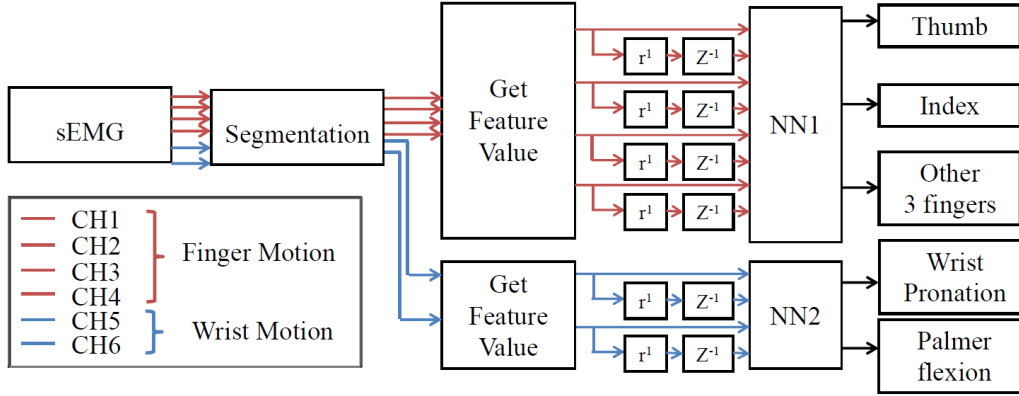 sEMG
Segmentation
Get
Feature
Value
r¹
Z⁻¹
r¹
Z⁻¹
r¹
Z⁻¹
r¹
Z⁻¹
NN1
Thumb
Index
Other
3 fingers
CH1
CH2
CH3
CH4
CH5
CH6
Finger Motion
Wrist Motion
Get
Feature
Value
r¹
Z⁻¹
r¹
Z⁻¹
NN2
Wrist
Pronation
Palmer
flexion